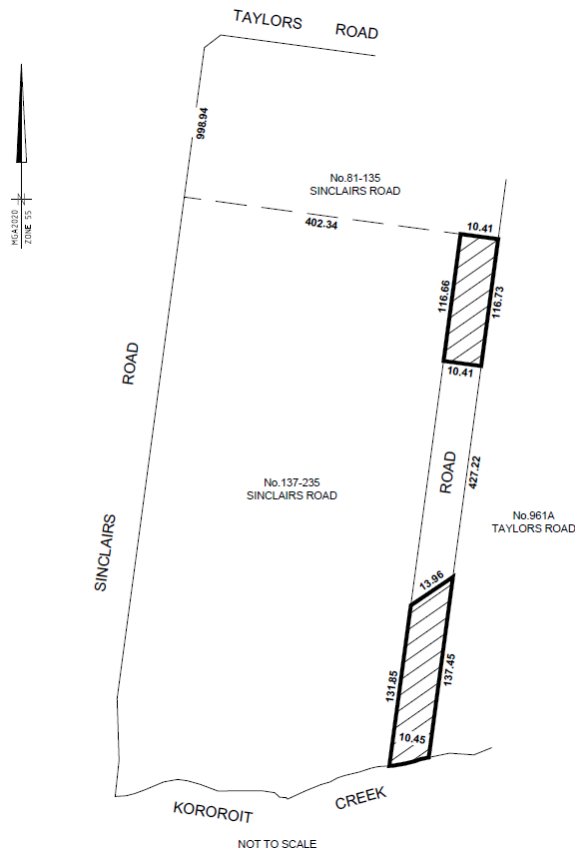 TAYLORS ROAD
998.94
MGA2020
ZONE 55
No.81-135
SINCLAIRS ROAD
402.34
10.41
116.66
116.73
10.41
ROAD
ROAD
427.22
No.137-235
SINCLAIRS ROAD
No.961A
TAYLORS ROAD
SINCLAIRS
13.96
131.85
137.45
10.45
KOROROIT CREEK
NOT TO SCALE